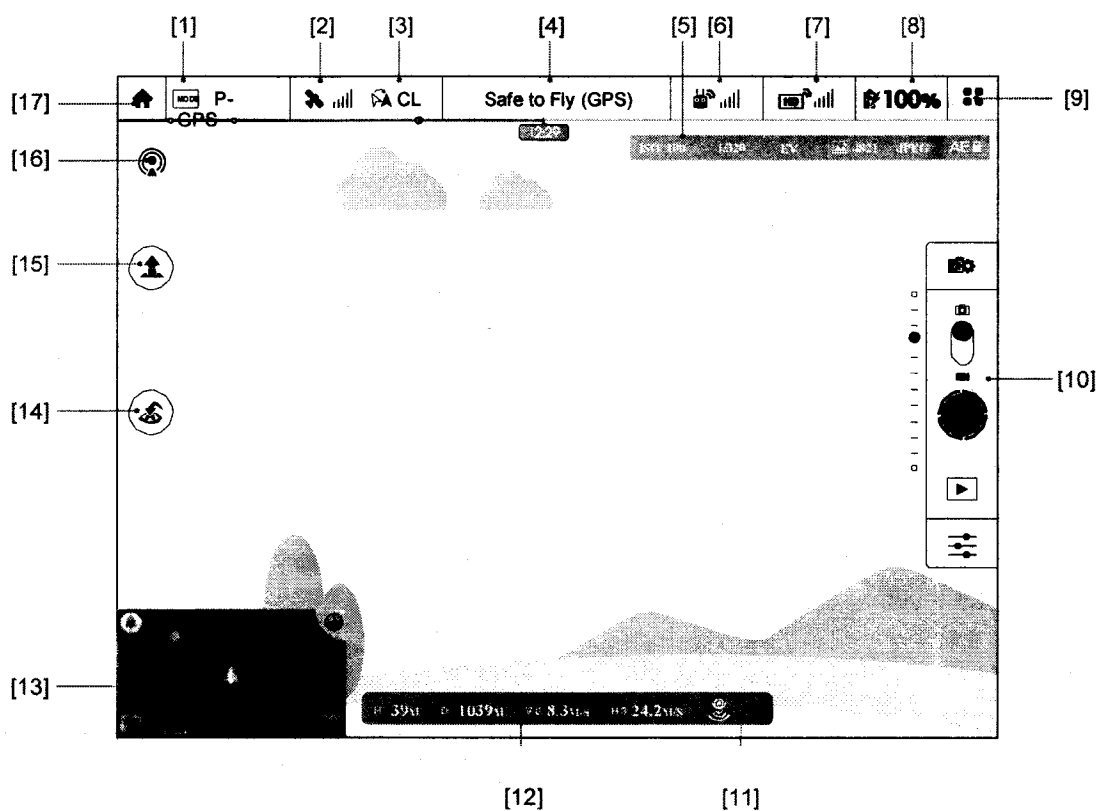 [1] [2] [3] [4] [5] [6] [7] [8]
[17] MODE P- CL Safe to Fly (GPS) HD 100% [9]
GPS
12:29
[16] AE
[15]
[10]
[14]
[13]
39M 1039M 8.3M/S 24.2M/S
[12] [11]